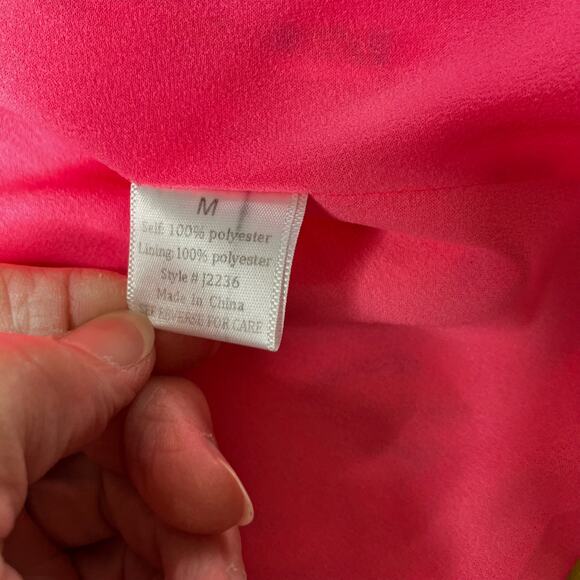 M
Self: 100% polyester
Lining: 100% polyester
Style # J2236
Made in China
SEE REVERSE FOR CARE